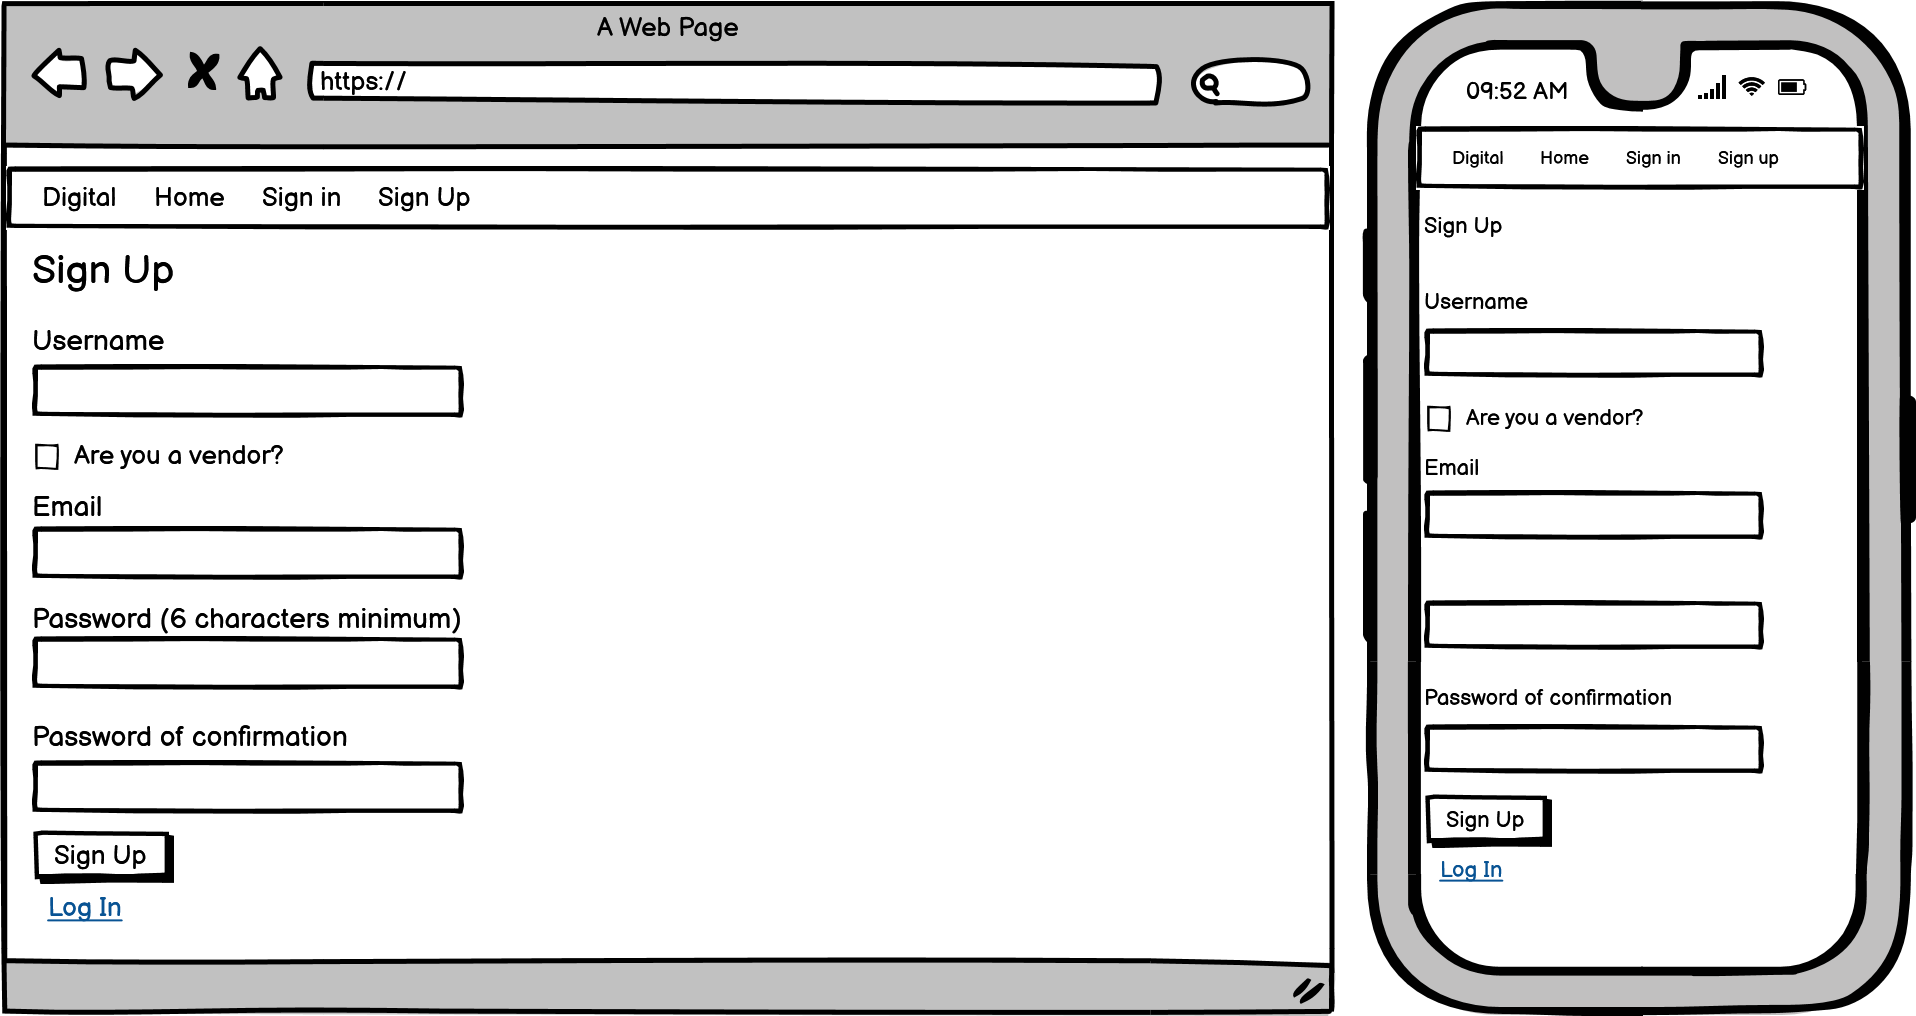 A Web Page
https://
Digital Home Sign in Sign Up
Sign Up
Username
Are you a vendor?
Email
Password (6 characters minimum)
Password of confirmation
Sign Up
Log In
09:52 AM
Digital Home Sign in Sign up
Sign Up
Username
Are you a vendor?
Email
Password of confirmation
Sign Up
Log In